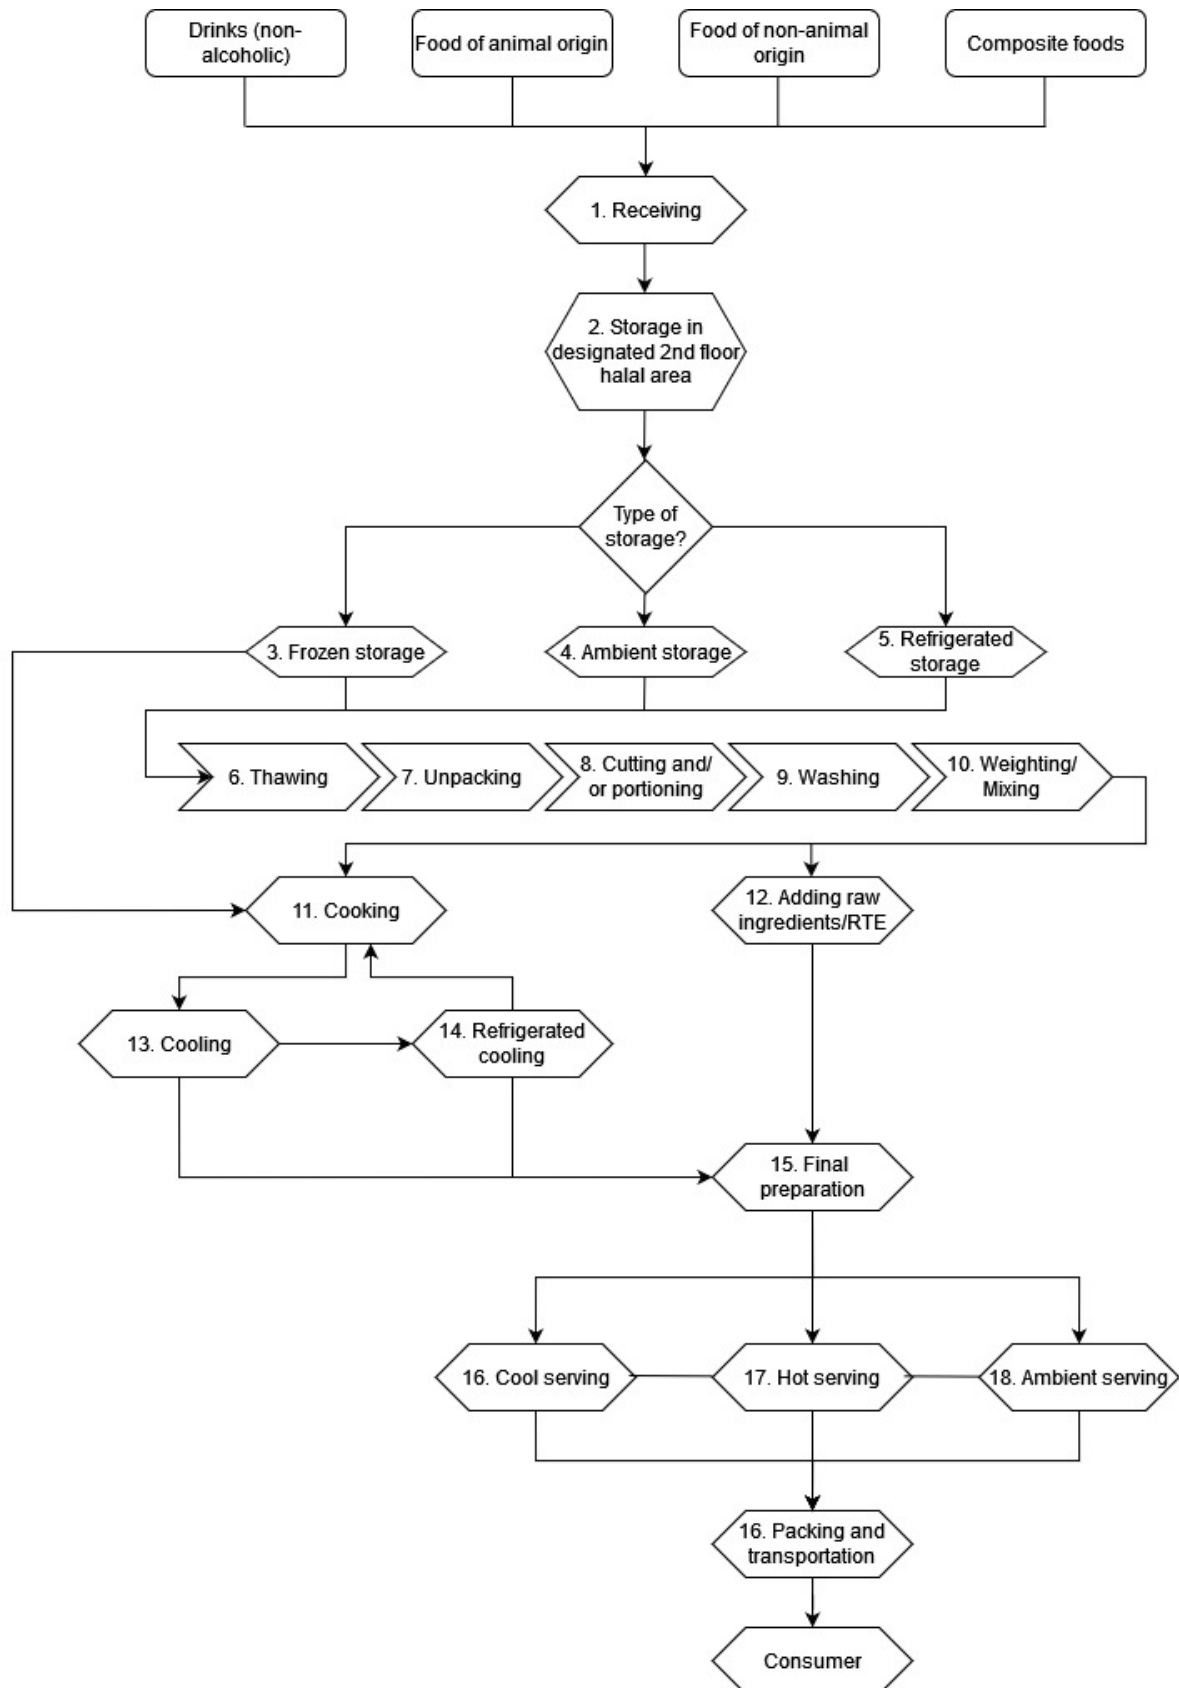 Drinks (non-
alcoholic)
Food of animal origin
Food of non-animal
origin
Composite foods
1. Receiving
2. Storage in
designated 2nd floor
halal area
Type of
storage?
3. Frozen storage
4. Ambient storage
5. Refrigerated
storage
6. Thawing
7. Unpacking
8. Cutting and/
or portioning
9. Washing
10. Weighting/
Mixing
11. Cooking
12. Adding raw
ingredients/RTE
13. Cooling
14. Refrigerated
cooling
15. Final
preparation
16. Cool serving
17. Hot serving
18. Ambient serving
16. Packing and
transportation
Consumer